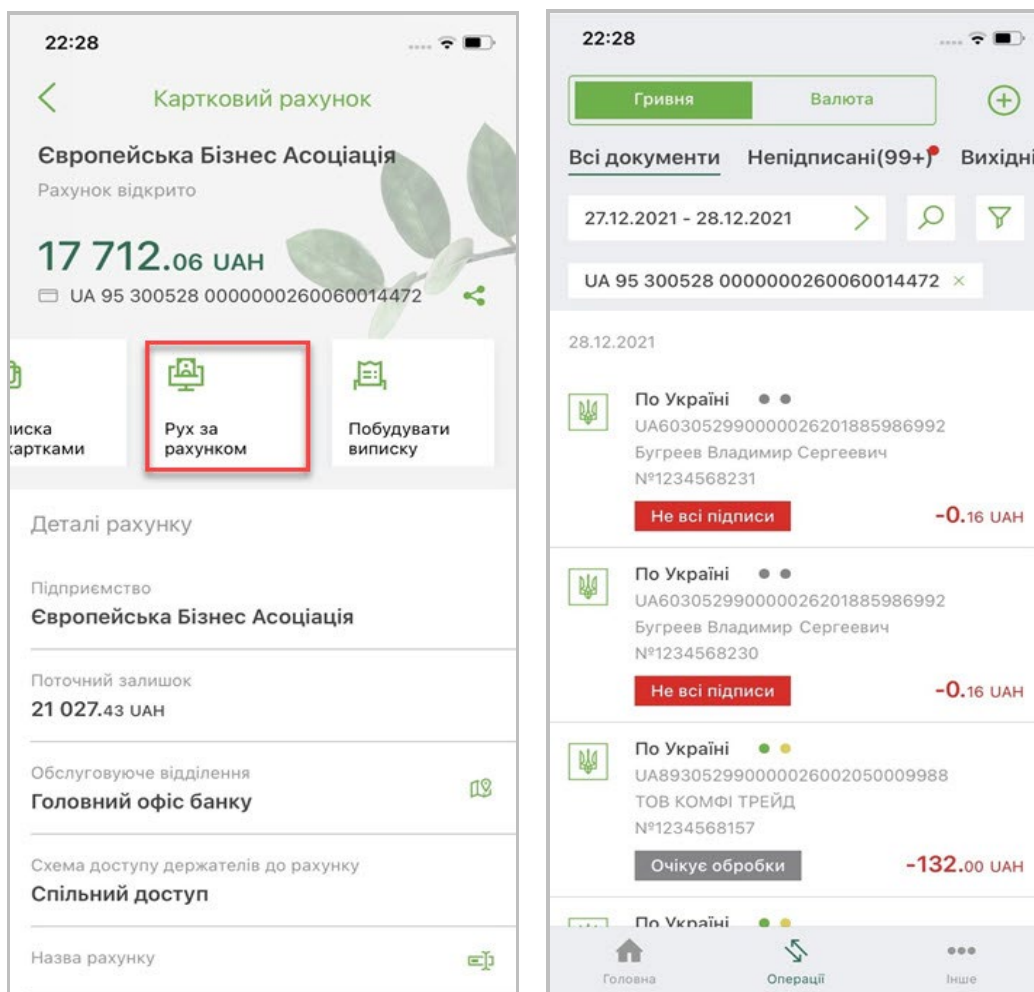 22:28
Картковий рахунок
Європейська Бізнес Асоціація
Рахунок відкрито
17 712.06 UAH
UA 95 300528 0000000260060014472
иска
картками
Рух за
рахунком
Побудувати
виписку
Деталі рахунку
Підприємство
Європейська Бізнес Асоціація
Поточний залишок
21 027.43 UAH
Обслуговуюче відділення
Головний офіс банку
Схема доступу держателів до рахунку
Спільний доступ
Назва рахунку
22:28
Гривня
Валюта
Всі документи
Непідписані(99+)
Вихідні
27.12.2021 - 28.12.2021
UA 95 300528 0000000260060014472 ×
28.12.2021
По Україні
UA603052990000026201885986992
Бугреев Владимир Сергеевич
№1234568231
Не всі підписи
-0.16 UAH
По Україні
UA603052990000026201885986992
Бугреев Владимир Сергеевич
№1234568230
Не всі підписи
-0.16 UAH
По Україні
UA893052990000026002050009988
ТОВ КОМФІ ТРЕЙД
№1234568157
Очікує обробки
-132.00 UAH
По Україні
Головна
Операції
Інше